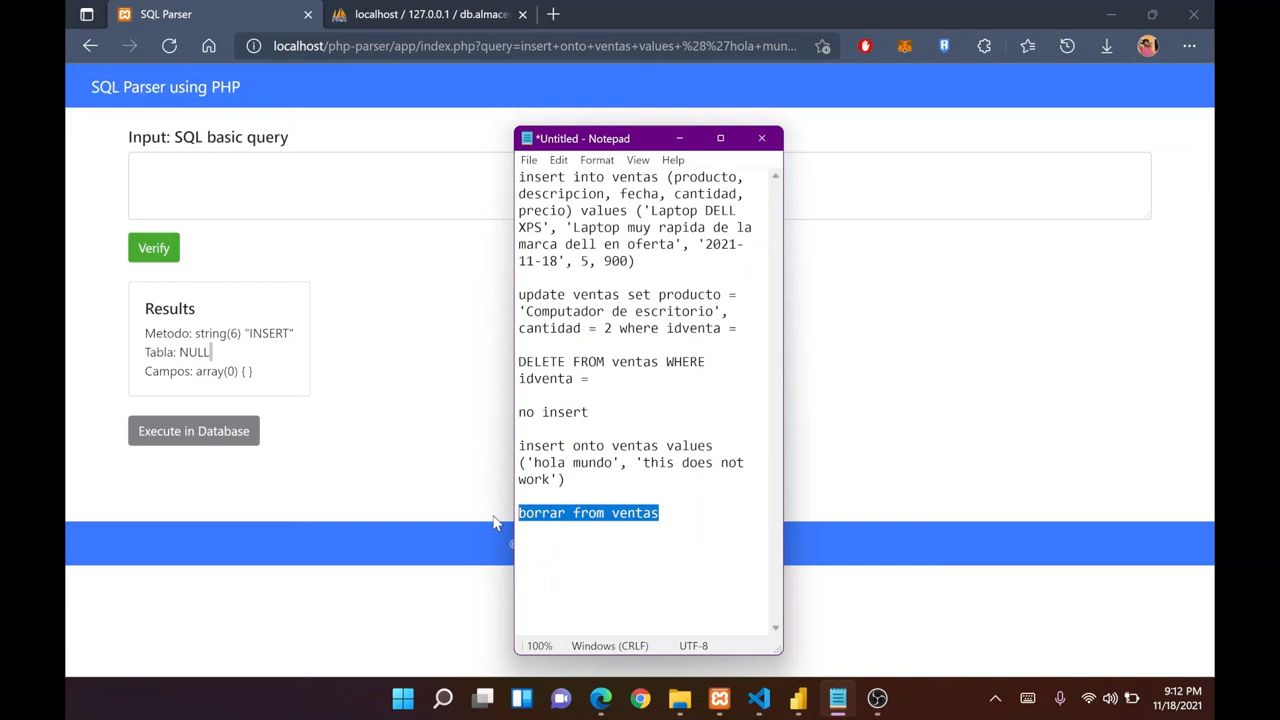 SQL Parser
localhost / 127.0.0.1 / db.almace
localhost/php-parser/app/index.php?query=insert+onto+ventas+values+%28%27hola+mun...
SQL Parser using PHP
Input: SQL basic query
Verify
Results
Metodo: string(6) "INSERT"
Tabla: NULL
Campos: array(0) { }
Execute in Database
*Untitled - Notepad
File Edit Format View Help
insert into ventas (producto,
descripcion, fecha, cantidad,
precio) values ('Laptop DELL
XPS', 'Laptop muy rapida de la
marca dell en oferta', '2021-
11-18', 5, 900)
update ventas set producto =
'Computador de escritorio',
cantidad = 2 where idventa =
DELETE FROM ventas WHERE
idventa =
no insert
insert onto ventas values
('hola mundo', 'this does not
work')
borrar from ventas
100% Windows (CRLF) UTF-8
9:12 PM
11/18/2021